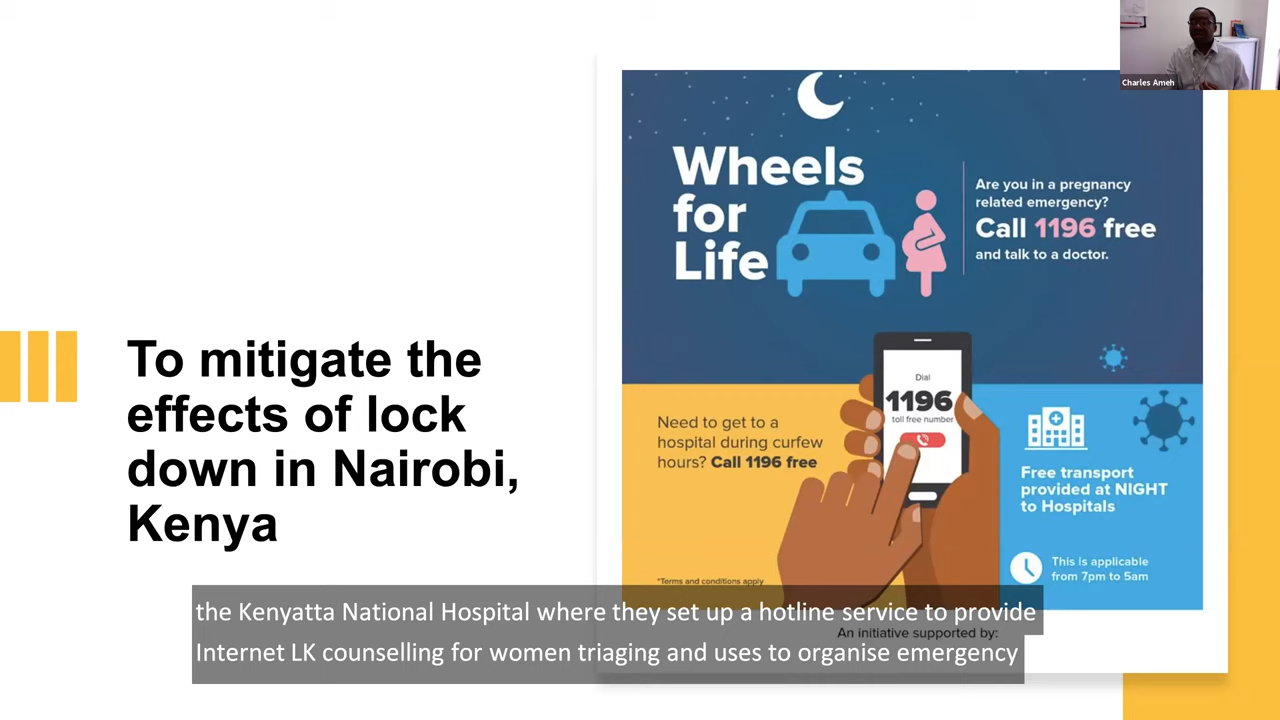 Charles Ameh
To mitigate the
effects of lock
down in Nairobi,
Kenya
Wheels
for
Life
Are you in a pregnancy
related emergency?
Call 1196 free
and talk to a doctor.
Need to get to a
hospital during curfew
hours? Call 1196 free
*Terms and conditions apply
Dial
1196
toll free number
Free transport
provided at NIGHT
to Hospitals
This is applicable
from 7pm to 5am
An initiative supported by:
the Kenyatta National Hospital where they set up a hotline service to provide
Internet LK counselling for women triaging and uses to organise emergency